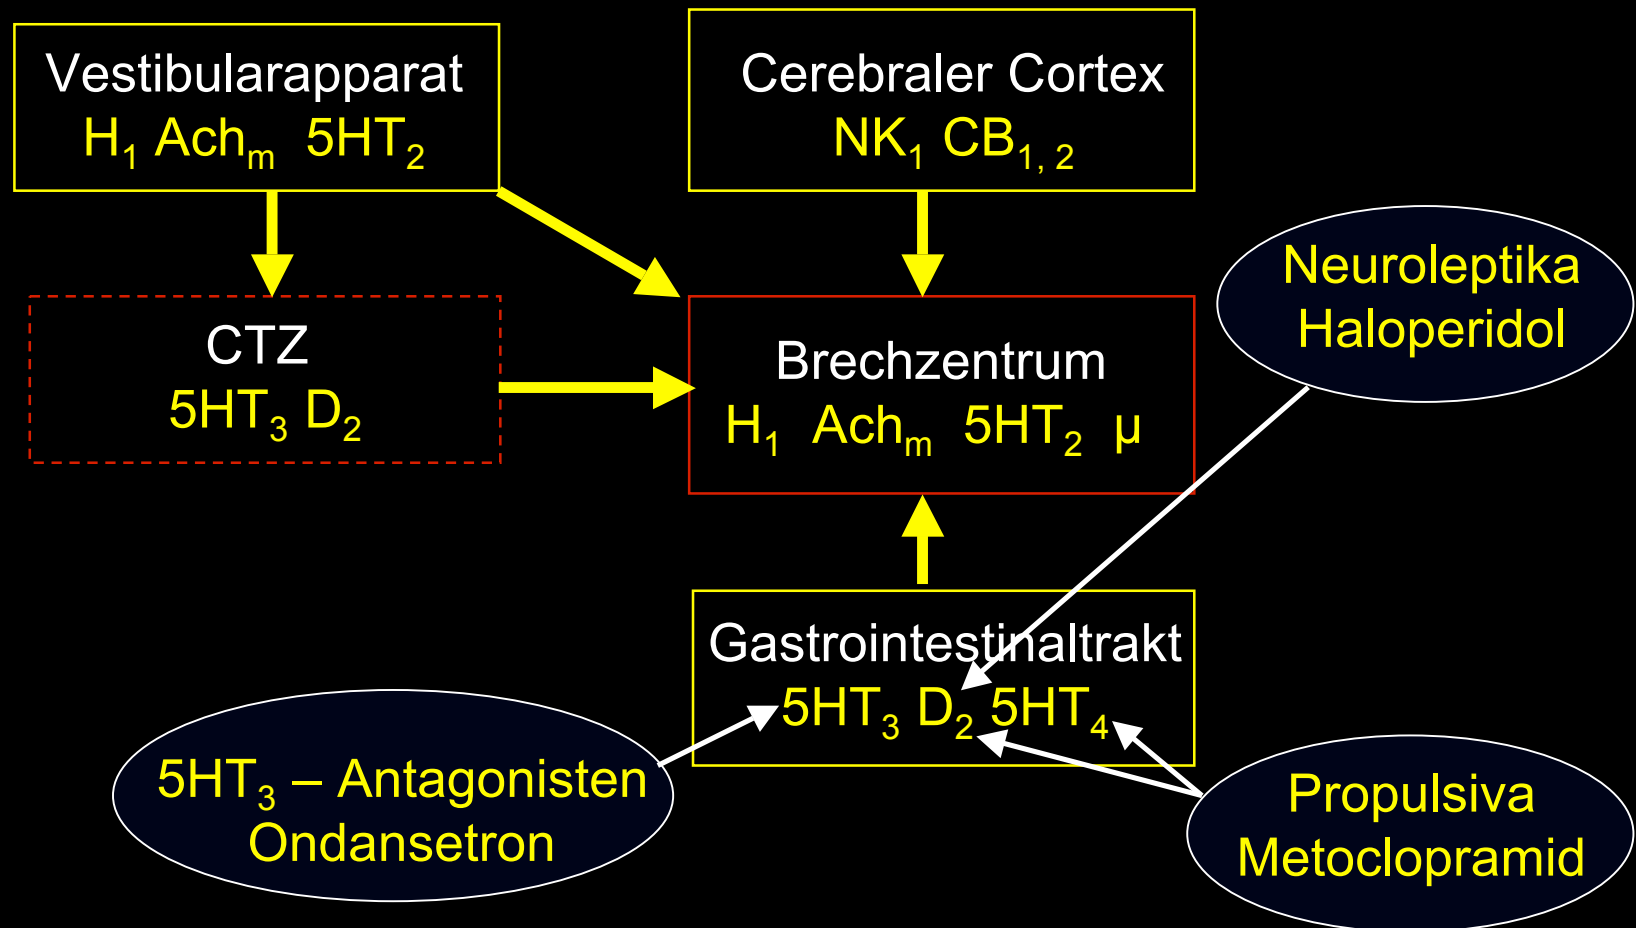 Vestibularapparat
H₁ Achₘ 5HT₂
Cerebraler Cortex
NK₁ CB₁, ₂
Neuroleptika
Haloperidol
CTZ
5HT₃ D₂
Brechzentrum
H₁ Achₘ 5HT₂ µ
Gastrointestinaltrakt
5HT₃ D₂ 5HT₄
5HT₃ – Antagonisten
Ondansetron
Propulsiva
Metoclopramid